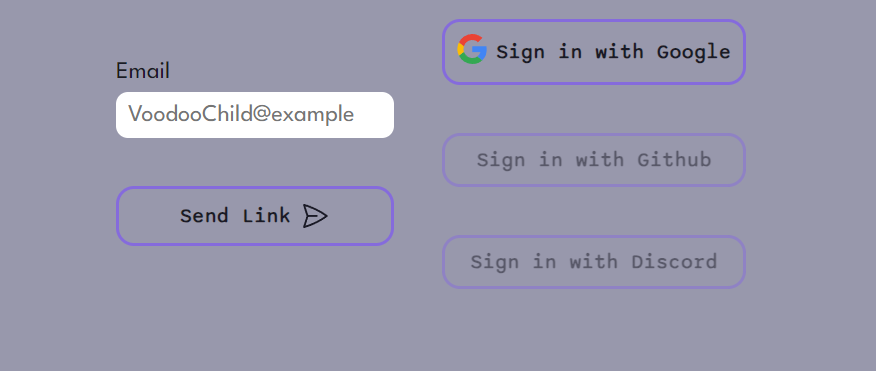 Email
VoodooChild@example
Send Link
Sign in with Google
Sign in with Github
Sign in with Discord